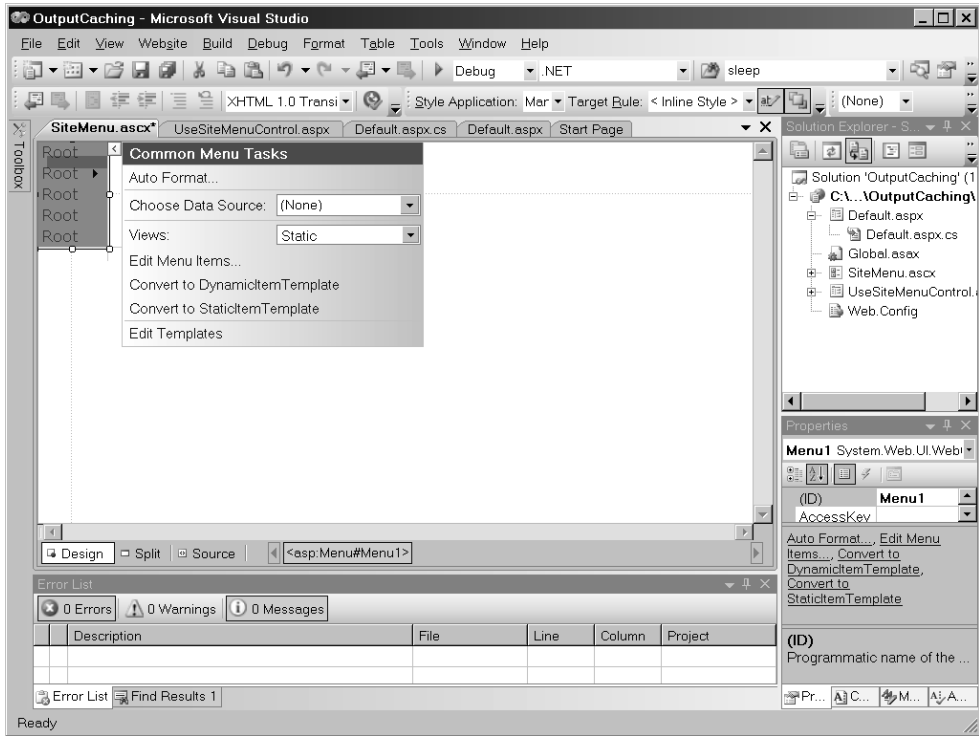 OutputCaching - Microsoft Visual Studio
File Edit View Website Build Debug Format Table Tools Window Help
Debug .NET sleep
XHTML 1.0 Transi Style Application: Mar Target Rule: < Inline Style > (None)
Toolbox
SiteMenu.ascx* UseSiteMenuControl.aspx Default.aspx.cs Default.aspx Start Page
Root
Root
Root
Root
Root
Common Menu Tasks
Auto Format...
Choose Data Source: (None)
Views: Static
Edit Menu Items...
Convert to DynamicItemTemplate
Convert to StaticItemTemplate
Edit Templates
Design Split Source <asp:Menu#Menu1>
Error List
0 Errors 0 Warnings 0 Messages
Description File Line Column Project
Error List Find Results 1
Ready
Solution Explorer - S...
Solution 'OutputCaching' (1
C:\...\OutputCaching\
Default.aspx
Default.aspx.cs
Global.asax
SiteMenu.ascx
UseSiteMenuControl.
Web.Config
Properties
Menu1 System.Web.UI.Web
(ID) Menu1
AccessKey
Auto Format..., Edit Menu
Items..., Convert to
DynamicItemTemplate,
Convert to
StaticItemTemplate
(ID)
Programmatic name of the ...
Pr... C... M... A...